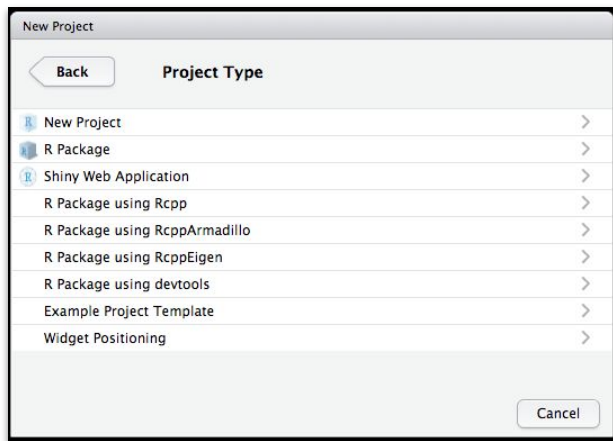 New Project
Back
Project Type
New Project
R Package
Shiny Web Application
R Package using Rcpp
R Package using RcppArmadillo
R Package using RcppEigen
R Package using devtools
Example Project Template
Widget Positioning
Cancel